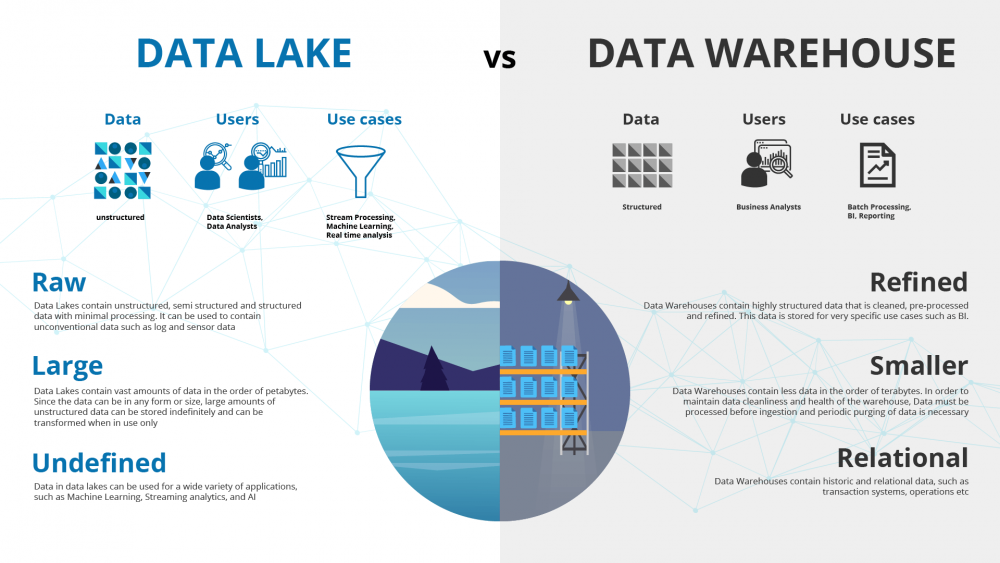 DATA LAKE
vs
DATA WAREHOUSE
Data
Users
Use cases
unstructured
Data Scientists,
Data Analysts
Stream Processing,
Machine Learning,
Real time analysis
Data
Users
Use cases
Structured
Business Analysts
Batch Processing,
BI, Reporting
Raw
Data Lakes contain unstructured, semi structured and structured
data with minimal processing. It can be used to contain
unconventional data such as log and sensor data
Large
Data Lakes contain vast amounts of data in the order of petabytes.
Since the data can be in any form or size, large amounts of
unstructured data can be stored indefinitely and can be
transformed when in use only
Undefined
Data in data lakes can be used for a wide variety of applications,
such as Machine Learning, Streaming analytics, and AI
Refined
Data Warehouses contain highly structured data that is cleaned, pre-processed
and refined. This data is stored for very specific use cases such as BI.
Smaller
Data Warehouses contain less data in the order of terabytes. In order to
maintain data cleanliness and health of the warehouse, Data must be
processed before ingestion and periodic purging of data is necessary
Relational
Data Warehouses contain historic and relational data, such as
transaction systems, operations etc